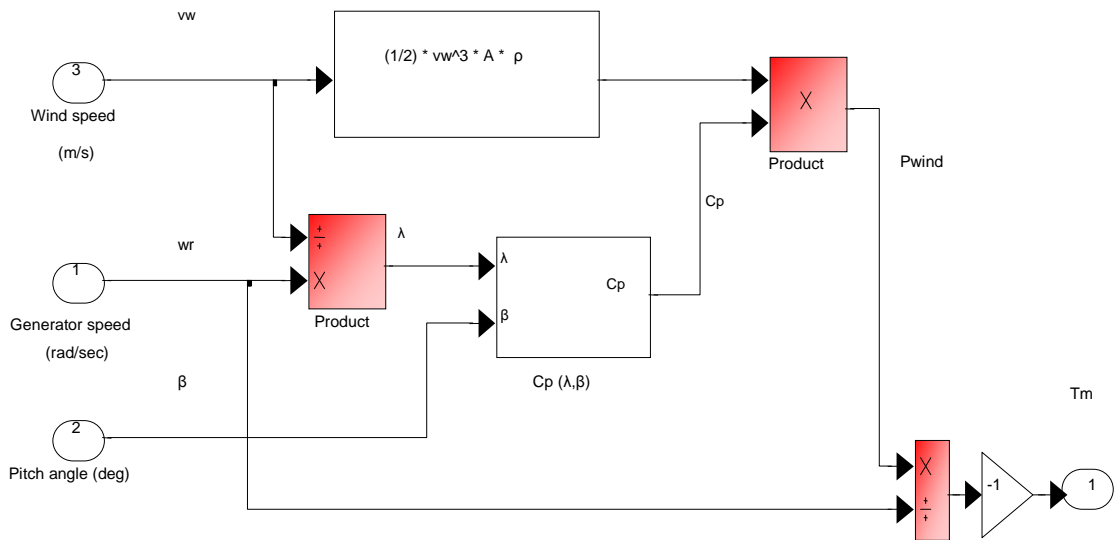 vw
(1/2) * vw^3 * A * ρ
3
Wind speed
(m/s)
X
Product
Pwind
Cp
wr
λ
λ
X
1
Cp
Generator speed
(rad/sec)
Product
β
β
Cp (λ,β)
Tm
2
Pitch angle (deg)
X
-1
1